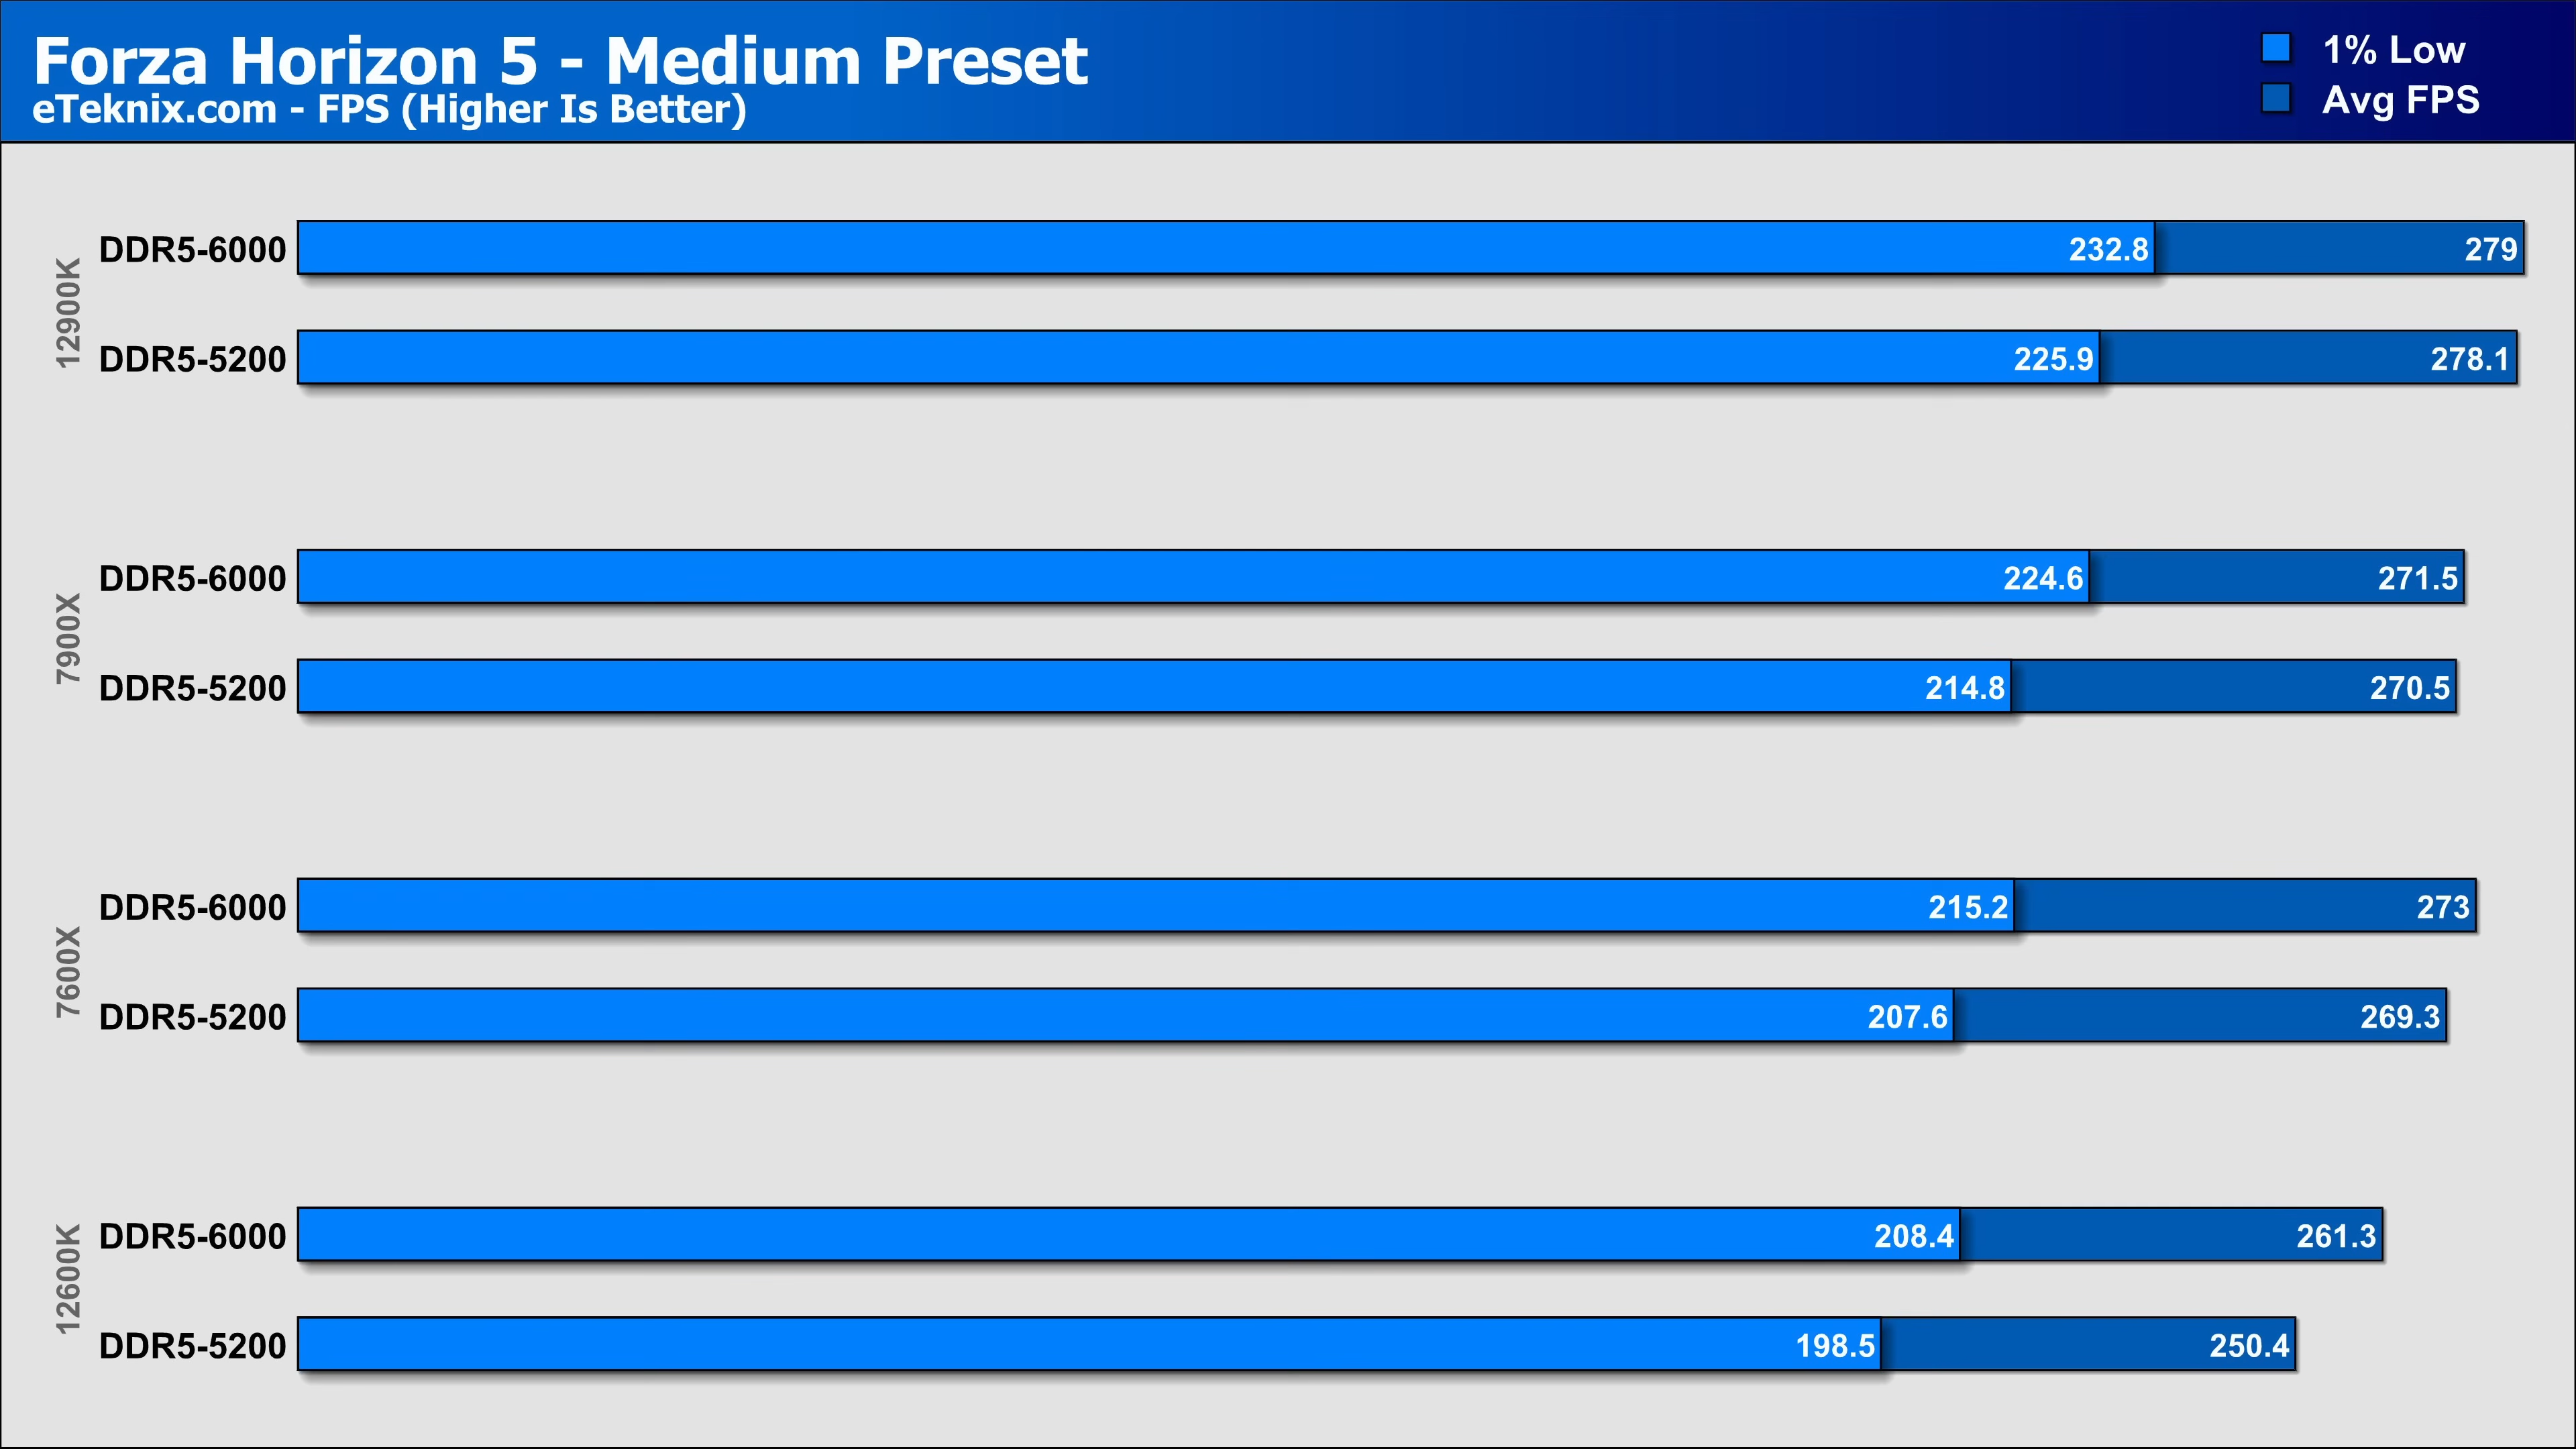 Forza Horizon 5 - Medium Preset
eTeknix.com - FPS (Higher Is Better)
1% Low
Avg FPS
12900K
DDR5-6000 232.8 279
DDR5-5200 225.9 278.1
7900X
DDR5-6000 224.6 271.5
DDR5-5200 214.8 270.5
7600X
DDR5-6000 215.2 273
DDR5-5200 207.6 269.3
12600K
DDR5-6000 208.4 261.3
DDR5-5200 198.5 250.4